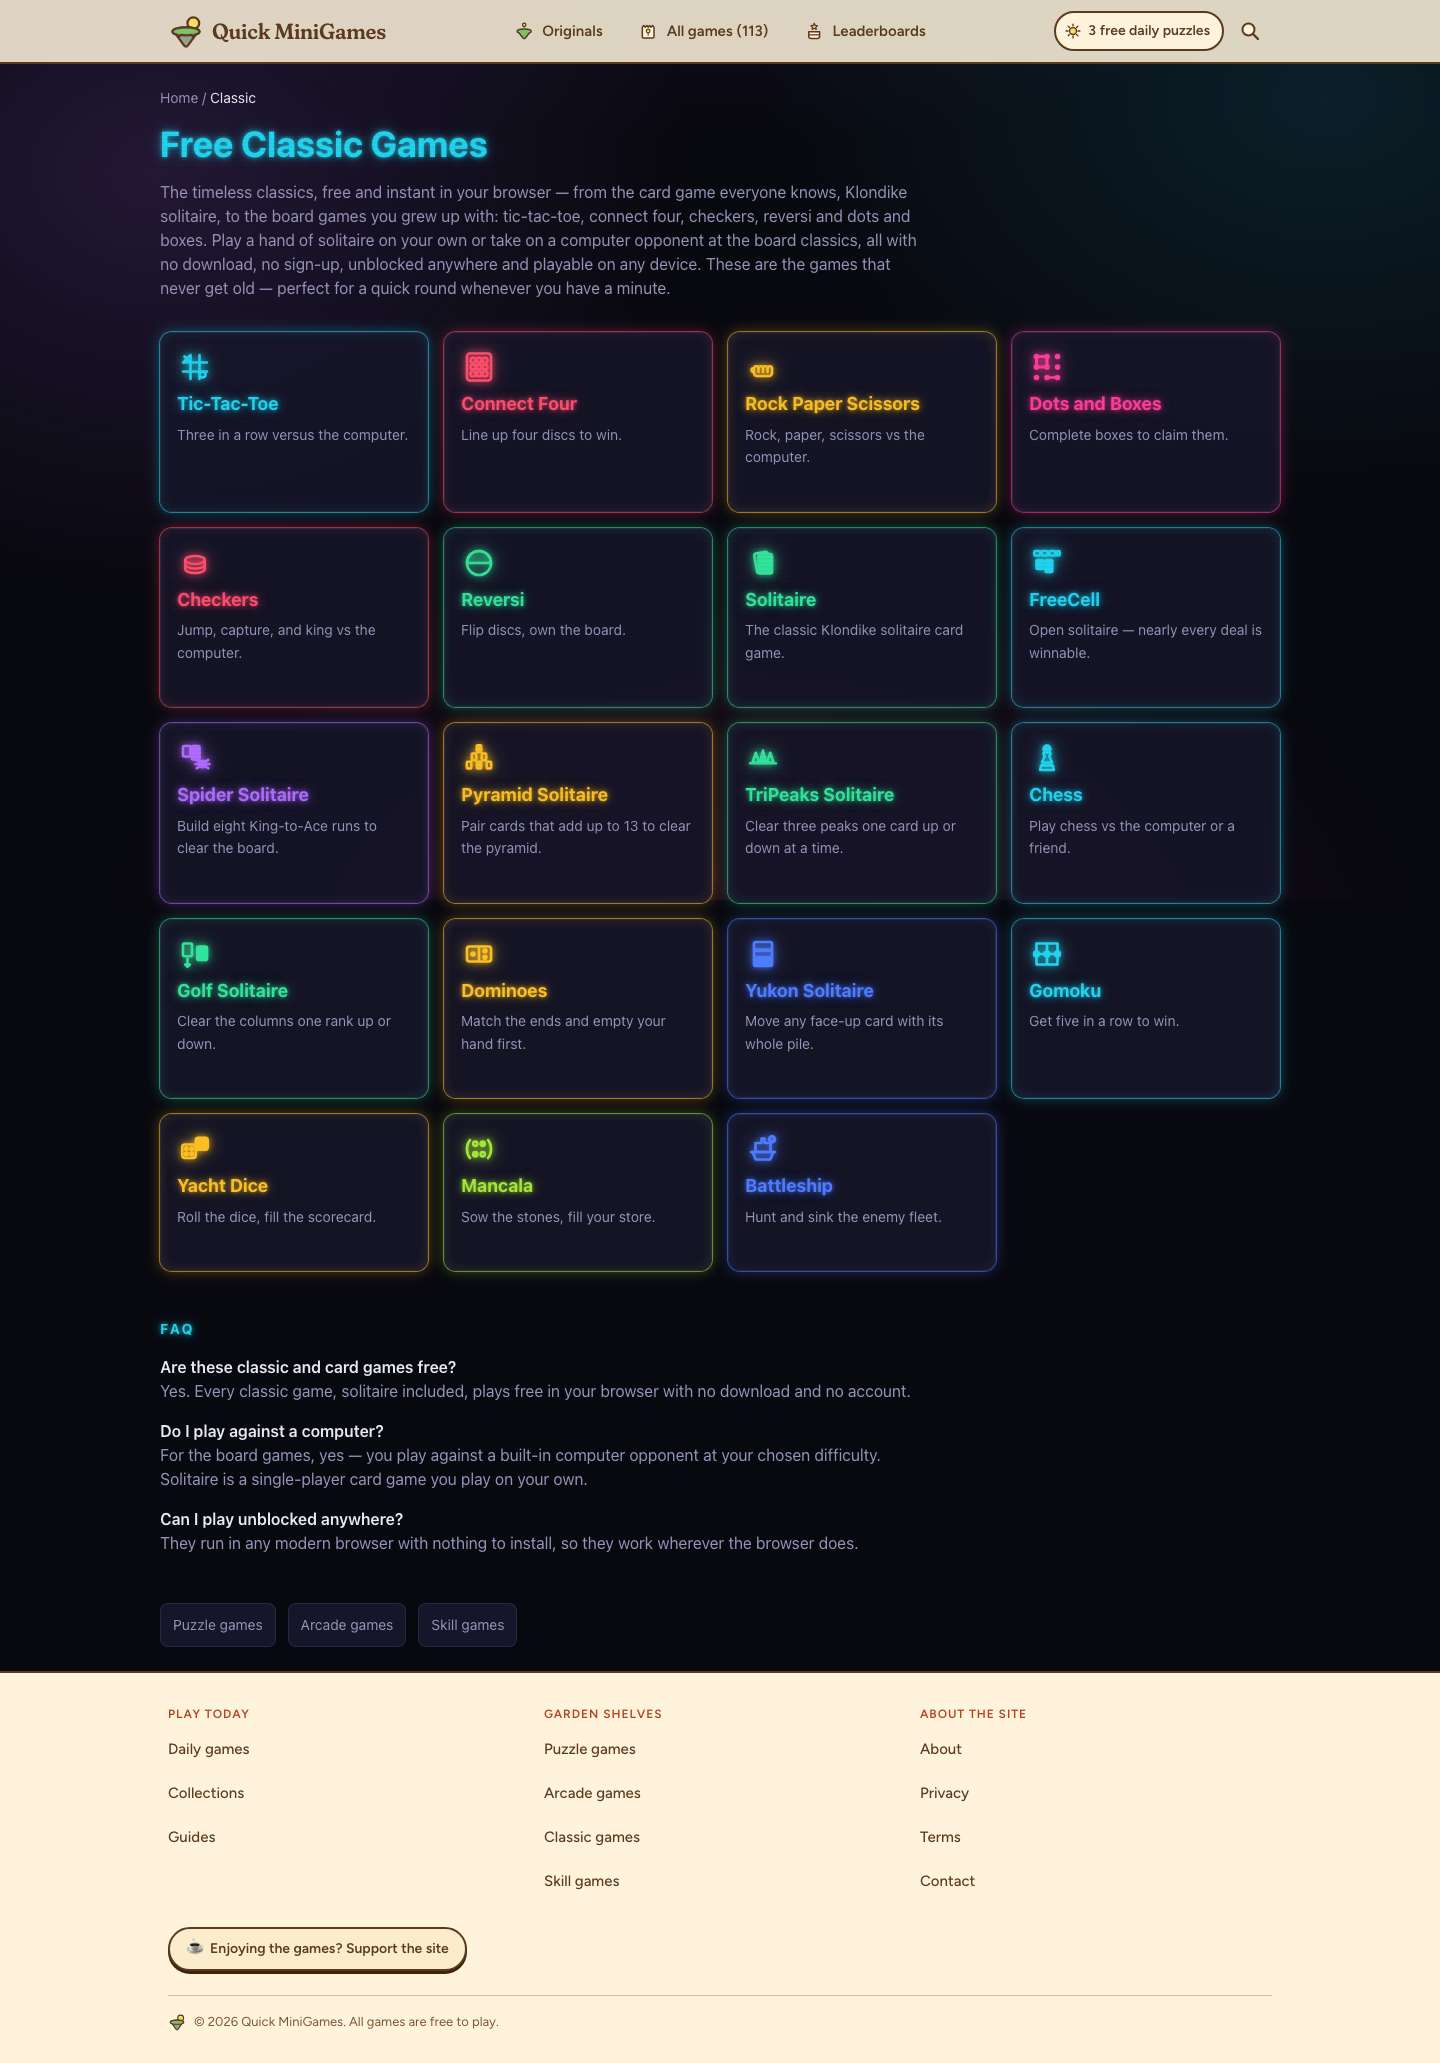 Quick MiniGames
Originals
All games (113)
Leaderboards
3 free daily puzzles
Home / Classic
Free Classic Games
The timeless classics, free and instant in your browser — from the card game everyone knows, Klondike
solitaire, to the board games you grew up with: tic-tac-toe, connect four, checkers, reversi and dots and
boxes. Play a hand of solitaire on your own or take on a computer opponent at the board classics, all with
no download, no sign-up, unblocked anywhere and playable on any device. These are the games that
never get old — perfect for a quick round whenever you have a minute.
Tic-Tac-Toe
Three in a row versus the computer.
Connect Four
Line up four discs to win.
Rock Paper Scissors
Rock, paper, scissors vs the
computer.
Dots and Boxes
Complete boxes to claim them.
Checkers
Jump, capture, and king vs the
computer.
Reversi
Flip discs, own the board.
Solitaire
The classic Klondike solitaire card
game.
FreeCell
Open solitaire — nearly every deal is
winnable.
Spider Solitaire
Build eight King-to-Ace runs to
clear the board.
Pyramid Solitaire
Pair cards that add up to 13 to clear
the pyramid.
TriPeaks Solitaire
Clear three peaks one card up or
down at a time.
Chess
Play chess vs the computer or a
friend.
Golf Solitaire
Clear the columns one rank up or
down.
Dominoes
Match the ends and empty your
hand first.
Yukon Solitaire
Move any face-up card with its
whole pile.
Gomoku
Get five in a row to win.
Yacht Dice
Roll the dice, fill the scorecard.
Mancala
Sow the stones, fill your store.
Battleship
Hunt and sink the enemy fleet.
FAQ
Are these classic and card games free?
Yes. Every classic game, solitaire included, plays free in your browser with no download and no account.
Do I play against a computer?
For the board games, yes — you play against a built-in computer opponent at your chosen difficulty.
Solitaire is a single-player card game you play on your own.
Can I play unblocked anywhere?
They run in any modern browser with nothing to install, so they work wherever the browser does.
Puzzle games
Arcade games
Skill games
PLAY TODAY
Daily games
Collections
Guides
GARDEN SHELVES
Puzzle games
Arcade games
Classic games
Skill games
ABOUT THE SITE
About
Privacy
Terms
Contact
Enjoying the games? Support the site
© 2026 Quick MiniGames. All games are free to play.